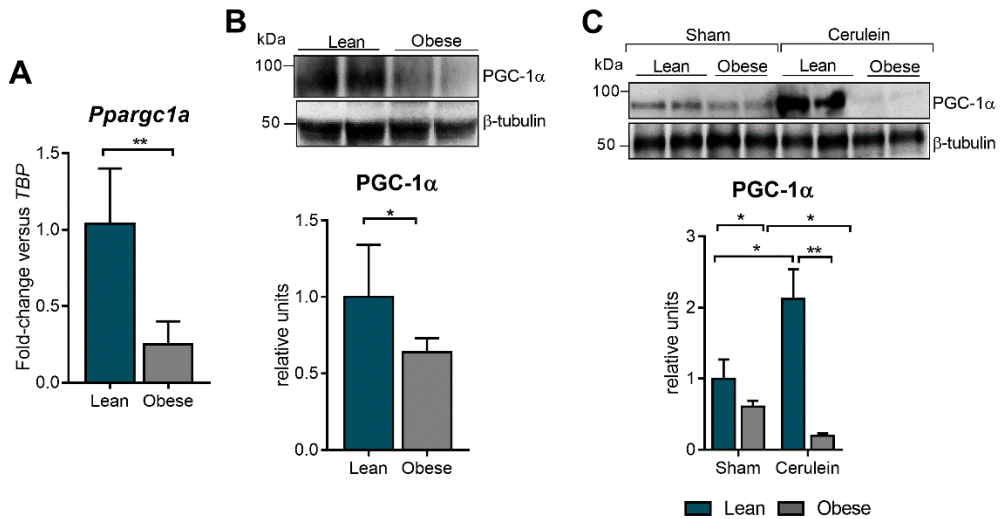 A
Ppargc1a
**
Fold-change versus TBP
1.5
1.0
0.5
0.0
Lean Obese
B
kDa Lean Obese
100 PGC-1α
50 β-tubulin
PGC-1α
*
relative units
1.5
1.0
0.5
0.0
Lean Obese
C
Sham Cerulein
kDa Lean Obese Lean Obese
100 PGC-1α
50 β-tubulin
PGC-1α
* *
* **
relative units
3
2
1
0
Sham Cerulein
Lean Obese